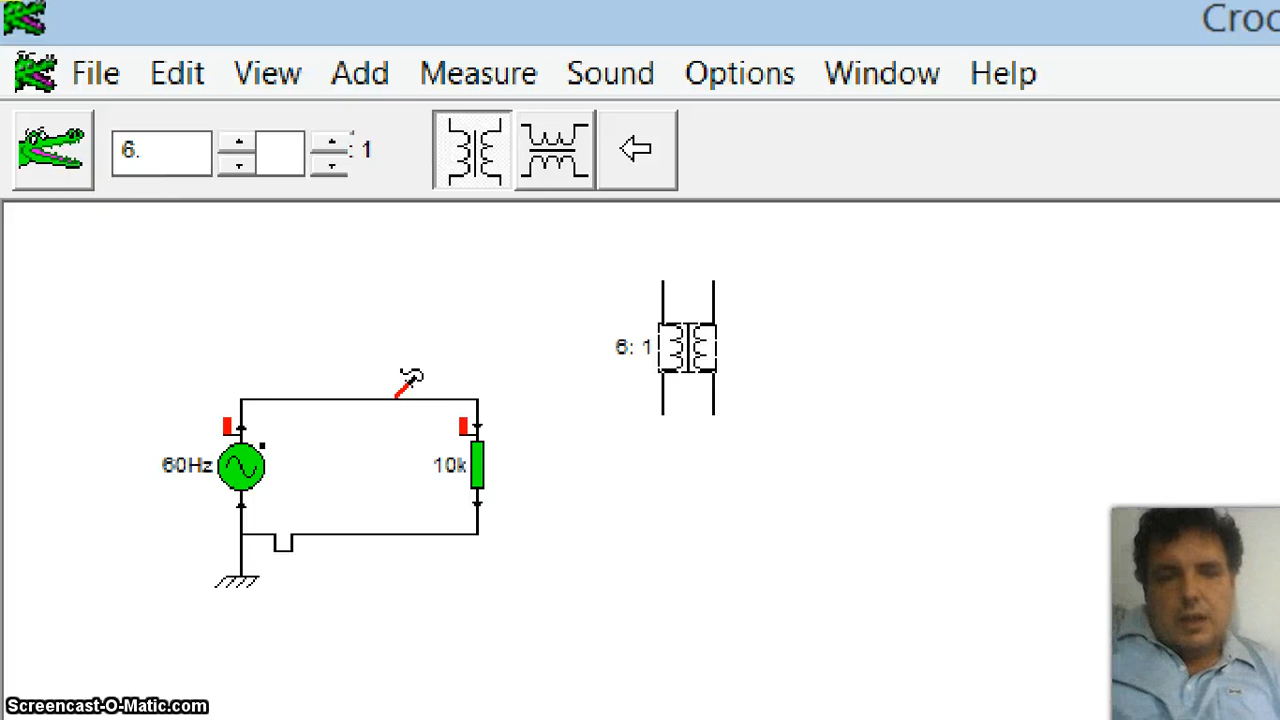 Croc
File Edit View Add Measure Sound Options Window Help
6. : 1
6: 1
60Hz 10k
Screencast-O-Matic.com